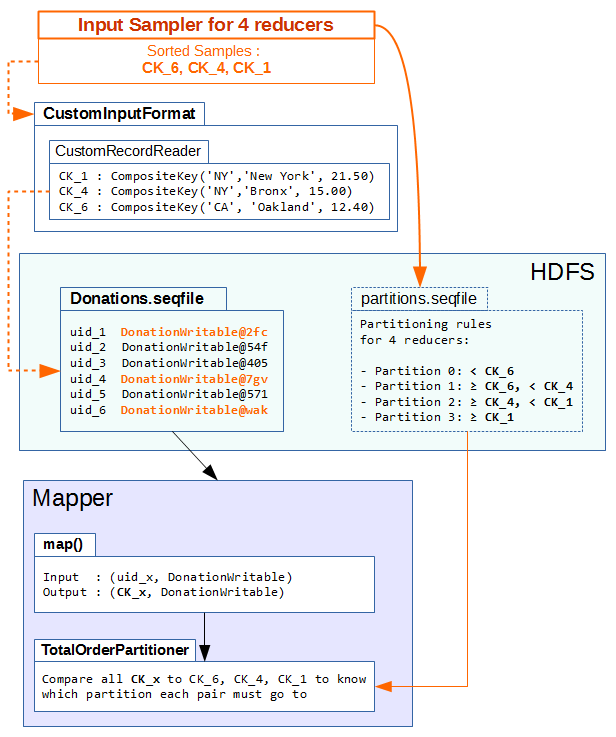 Input Sampler for 4 reducers
Sorted Samples :
CK_6, CK_4, CK_1
CustomInputFormat
CustomRecordReader
CK_1 : CompositeKey('NY','New York', 21.50)
CK_4 : CompositeKey('NY','Bronx', 15.00)
CK_6 : CompositeKey('CA', 'Oakland', 12.40)
HDFS
Donations.seqfile
uid_1 DonationWritable@2fc
uid_2 DonationWritable@54f
uid_3 DonationWritable@405
uid_4 DonationWritable@7gv
uid_5 DonationWritable@571
uid_6 DonationWritable@wak
partitions.seqfile
Partitioning rules
for 4 reducers:
- Partition 0: < CK_6
- Partition 1: ≥ CK_6, < CK_4
- Partition 2: ≥ CK_4, < CK_1
- Partition 3: ≥ CK_1
Mapper
map()
Input : (uid_x, DonationWritable)
Output : (CK_x, DonationWritable)
TotalOrderPartitioner
Compare all CK_x to CK_6, CK_4, CK_1 to know
which partition each pair must go to